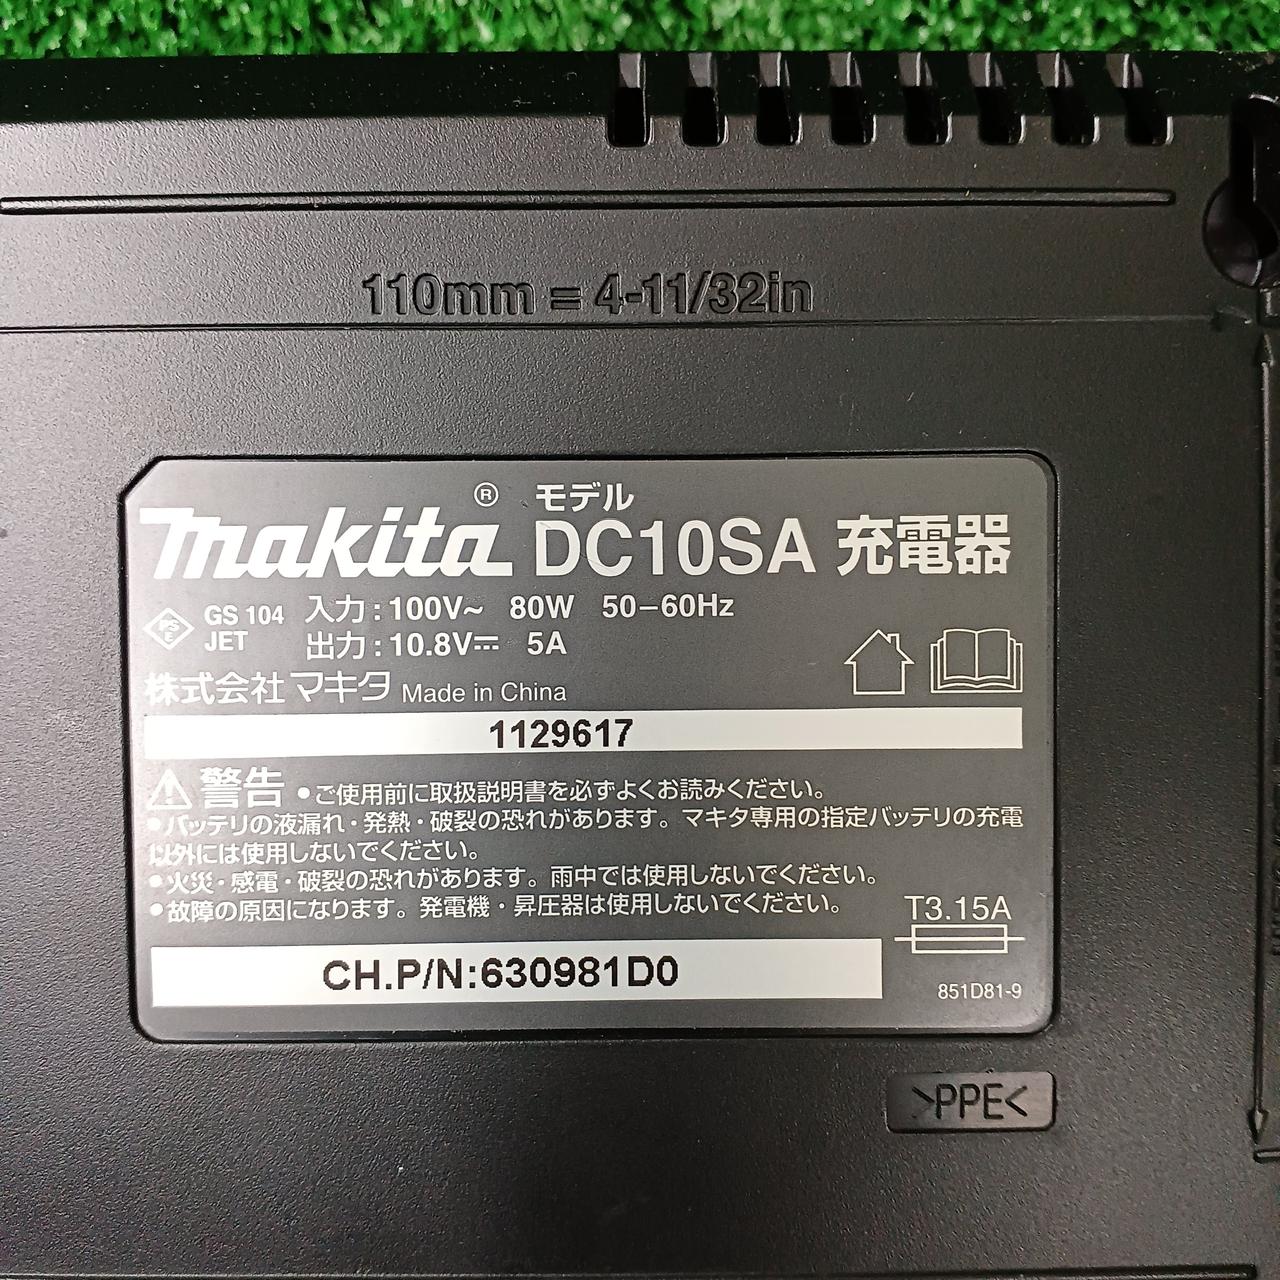 110mm = 4-11/32in
makita® モデル DC10SA 充電器
PSE GS 104 入力 : 100V~ 80W 50-60Hz
JET 出力 : 10.8V⎓ 5A
株式会社マキタ Made in China
1129617
⚠警告 ●ご使用前に取扱説明書を必ずよくお読みください。
●バッテリの液漏れ・発熱・破裂の恐れがあります。マキタ専用の指定バッテリの充電
以外には使用しないでください。
●火災・感電・破裂の恐れがあります。雨中では使用しないでください。
●故障の原因になります。発電機・昇圧器は使用しないでください。
T3.15A
CH.P/N:630981D0
851D81-9
>PPE<